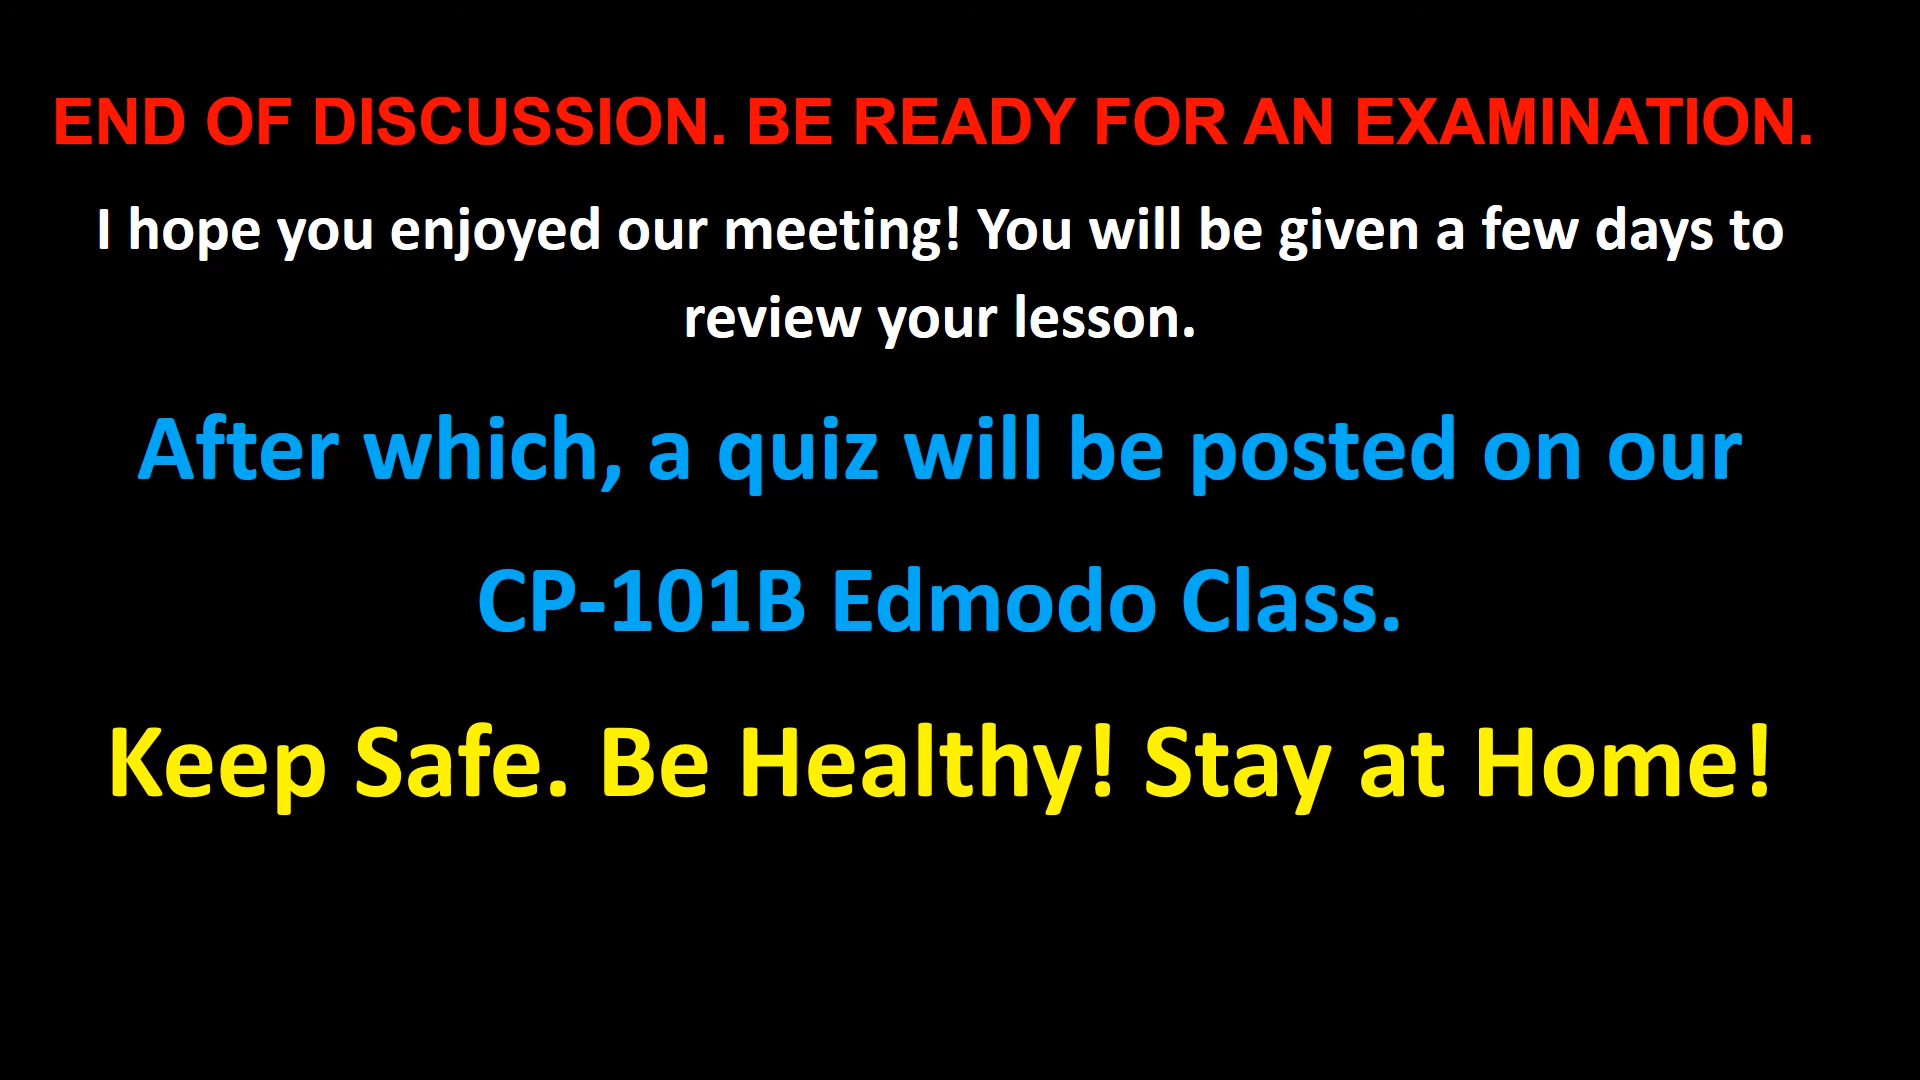 END OF DISCUSSION. BE READY FOR AN EXAMINATION.
I hope you enjoyed our meeting! You will be given a few days to
review your lesson.
After which, a quiz will be posted on our
CP-101B Edmodo Class.
Keep Safe. Be Healthy! Stay at Home!